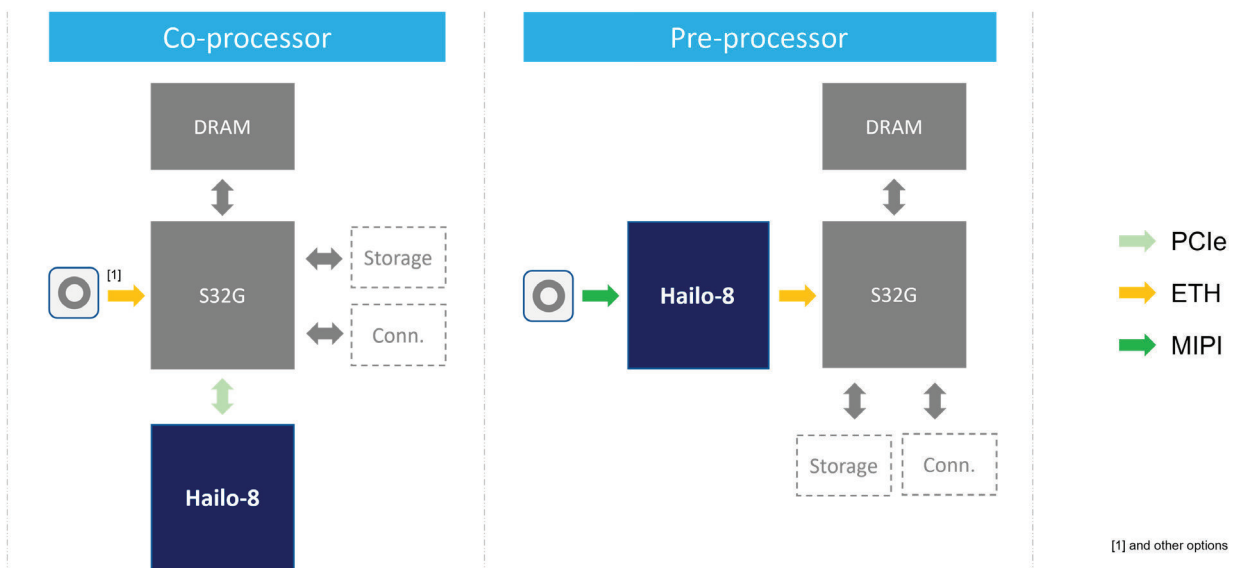 Co-processor
DRAM
S32G
[1]
Storage
Conn.
Hailo-8
Pre-processor
DRAM
Hailo-8
S32G
Storage
Conn.
PCIe
ETH
MIPI
[1] and other options